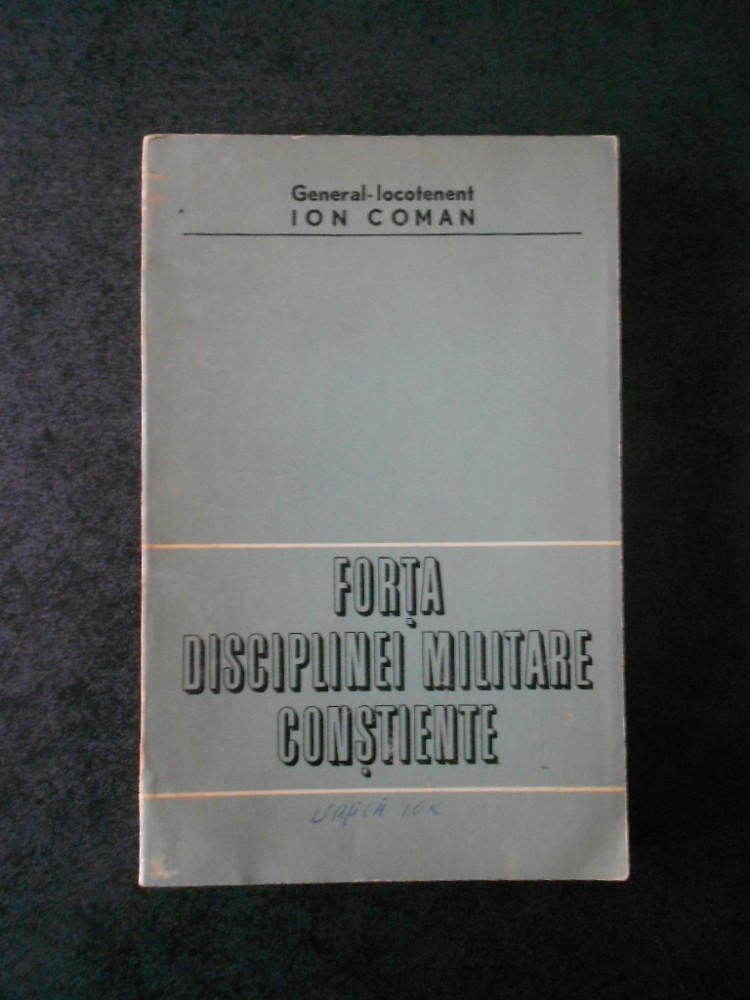 General-locotenent
ION COMAN
FORȚA
DISCIPLINEI MILITARE
CONȘTIENTE